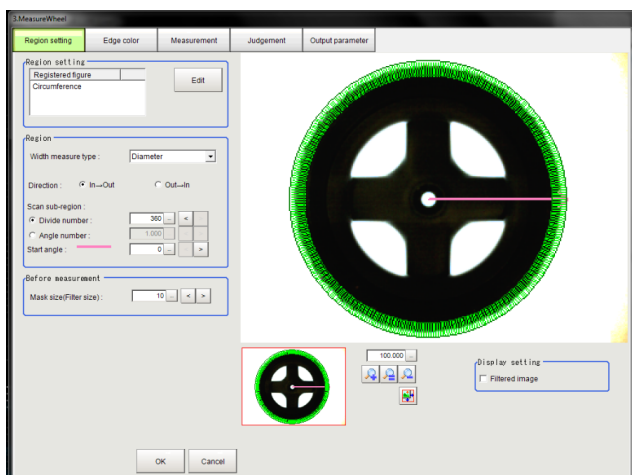 3.MeasureWheel
Region setting Edge color Measurement Judgement Output parameter
Region setting
Registered figure
Circumference
Edit
Region
Width measure type : Diameter
Direction : In→Out Out→In
Scan sub-region :
Divide number : 360 ... < 
Angle number : 1.000 ...
Start angle : 0 ... >
Before measurement
Mask size(Filter size) : 10 ... < >
100.000 ...
Display setting
Filtered image
OK Cancel